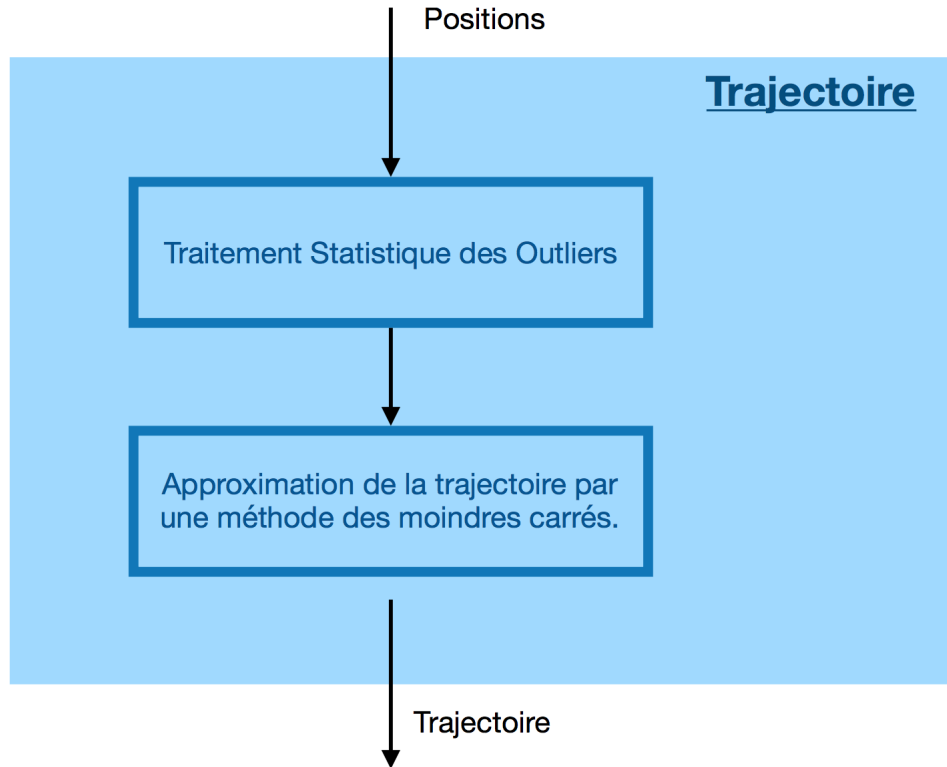 Positions
Trajectoire
Traitement Statistique des Outliers
Approximation de la trajectoire par
une méthode des moindres carrés.
Trajectoire